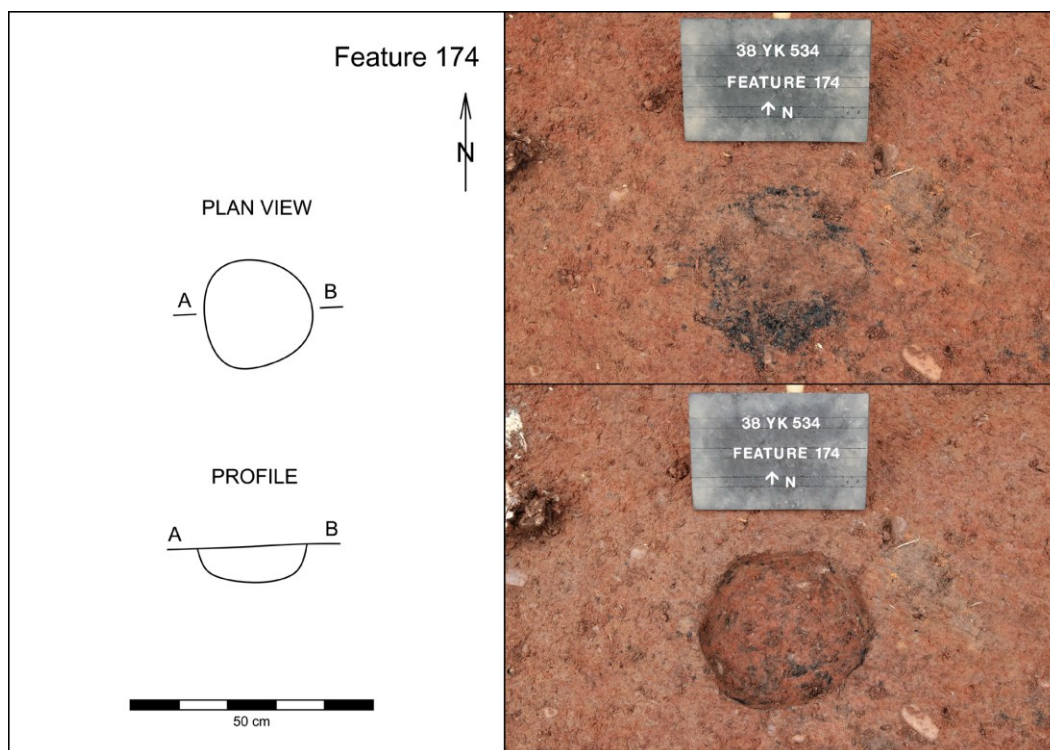 Feature 174
N
PLAN VIEW
A B
PROFILE
A B
50 cm
38 YK 534
FEATURE 174
↑ N
38 YK 534
FEATURE 174
↑ N